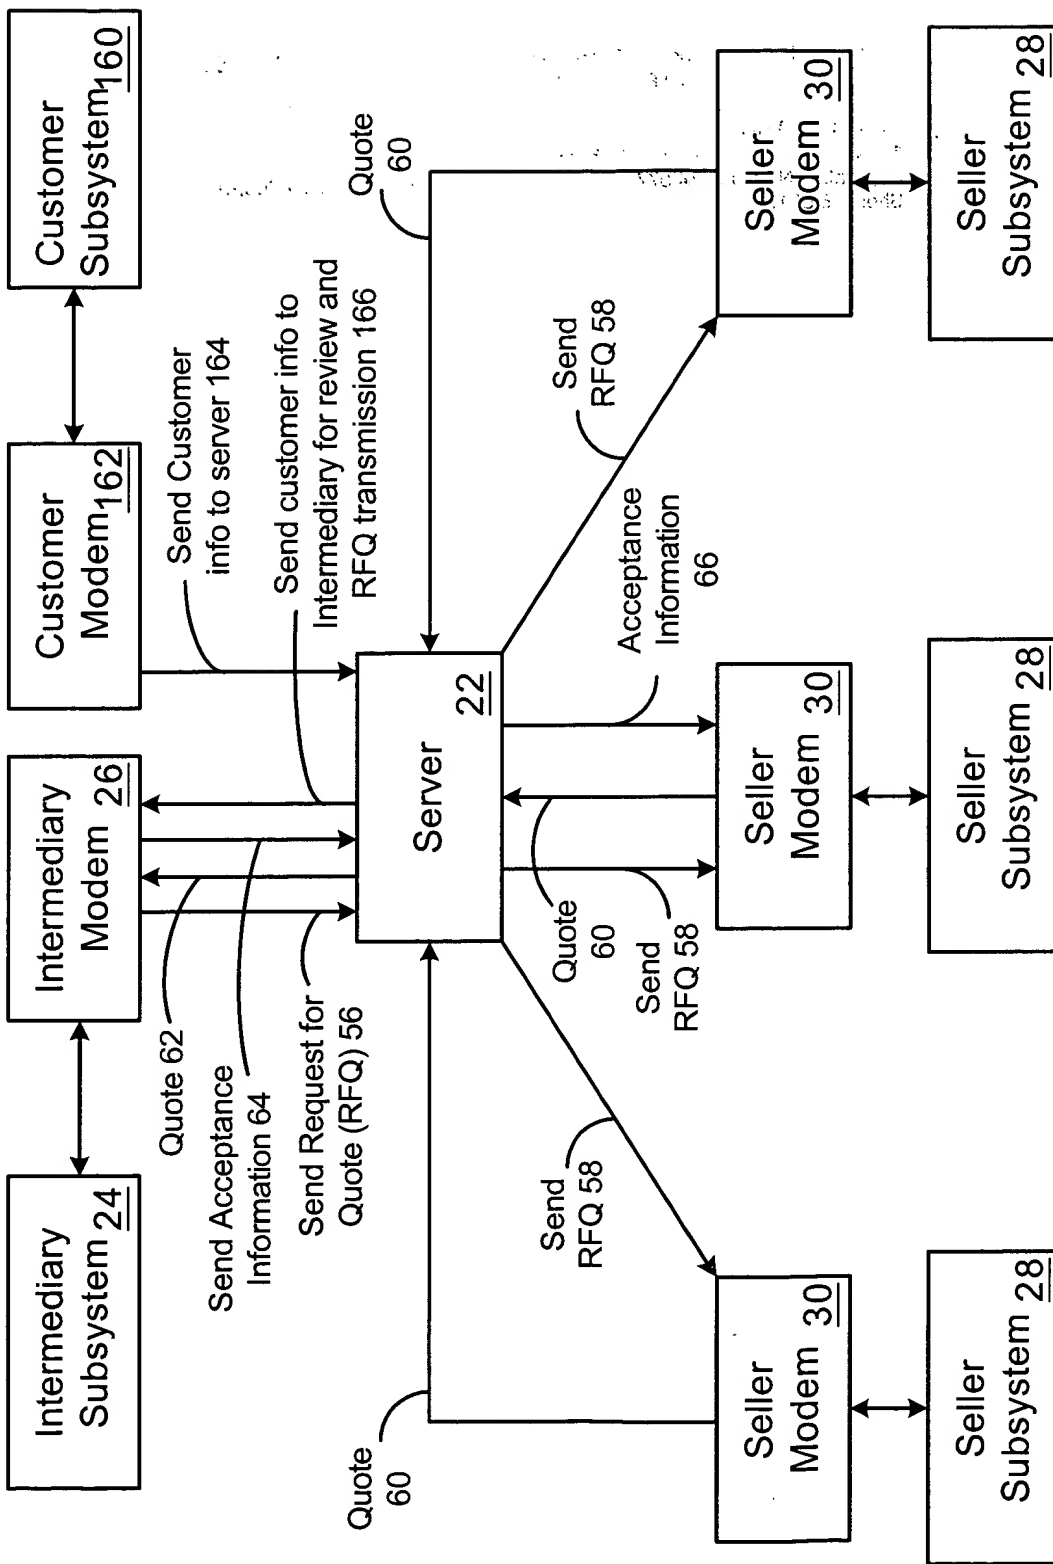 Intermediary
Subsystem 24
Intermediary
Modem 26
Customer
Modem 162
Customer
Subsystem 160
Quote 62
Send Acceptance
Information 64
Send Request for
Quote (RFQ) 56
Send Customer
info to server 164
Send customer info to
Intermediary for review and
RFQ transmission 166
Server
22
Quote
60
Send
RFQ 58
Quote
60
Send
RFQ 58
Acceptance
Information
66
Send
RFQ 58
Quote
60
Seller
Modem 30
Seller
Modem 30
Seller
Modem 30
Seller
Subsystem 28
Seller
Subsystem 28
Seller
Subsystem 28